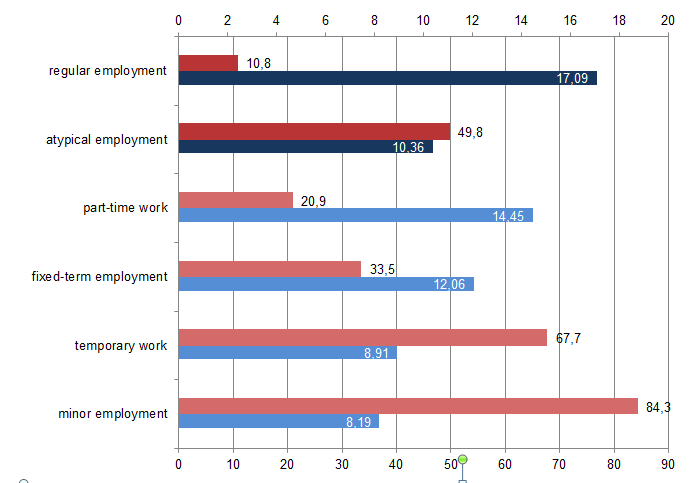 0 2 4 6 8 10 12 14 16 18 20
regular employment 10,8
17,09
atypical employment 49,8
10,36
part-time work 20,9
14,45
fixed-term employment 33,5
12,06
temporary work 67,7
8,91
minor employment 84,3
8,19
0 10 20 30 40 50 60 70 80 90